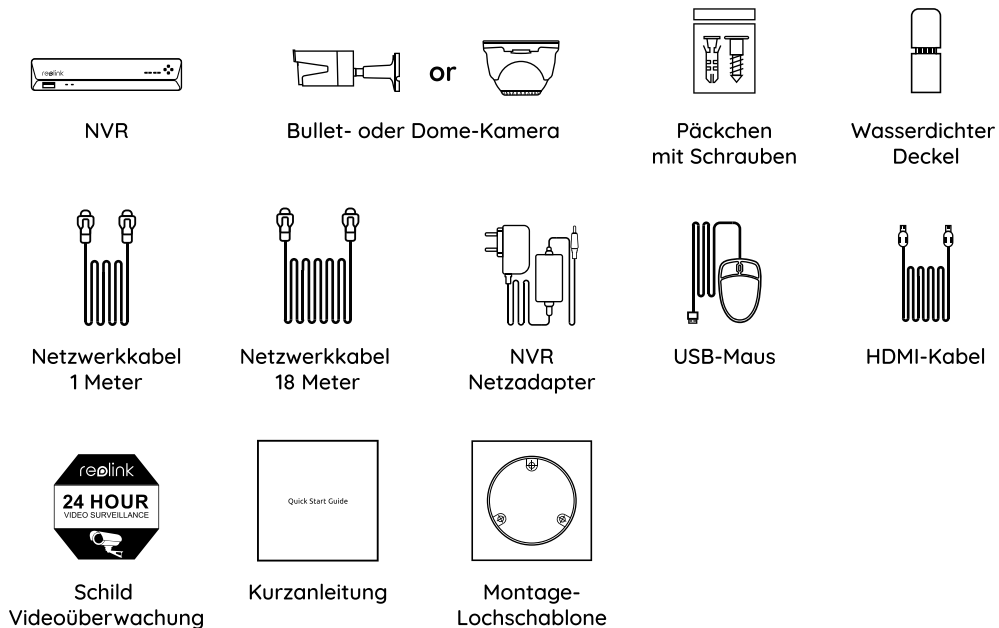 reolink
or
NVR
Bullet- oder Dome-Kamera
Päckchen
mit Schrauben
Wasserdichter
Deckel
Netzwerkkabel
1 Meter
Netzwerkkabel
18 Meter
NVR
Netzadapter
USB-Maus
HDMI-Kabel
reolink
24 HOUR
VIDEO SURVEILLANCE
Quick Start Guide
Schild
Videoüberwachung
Kurzanleitung
Montage-
Lochschablone